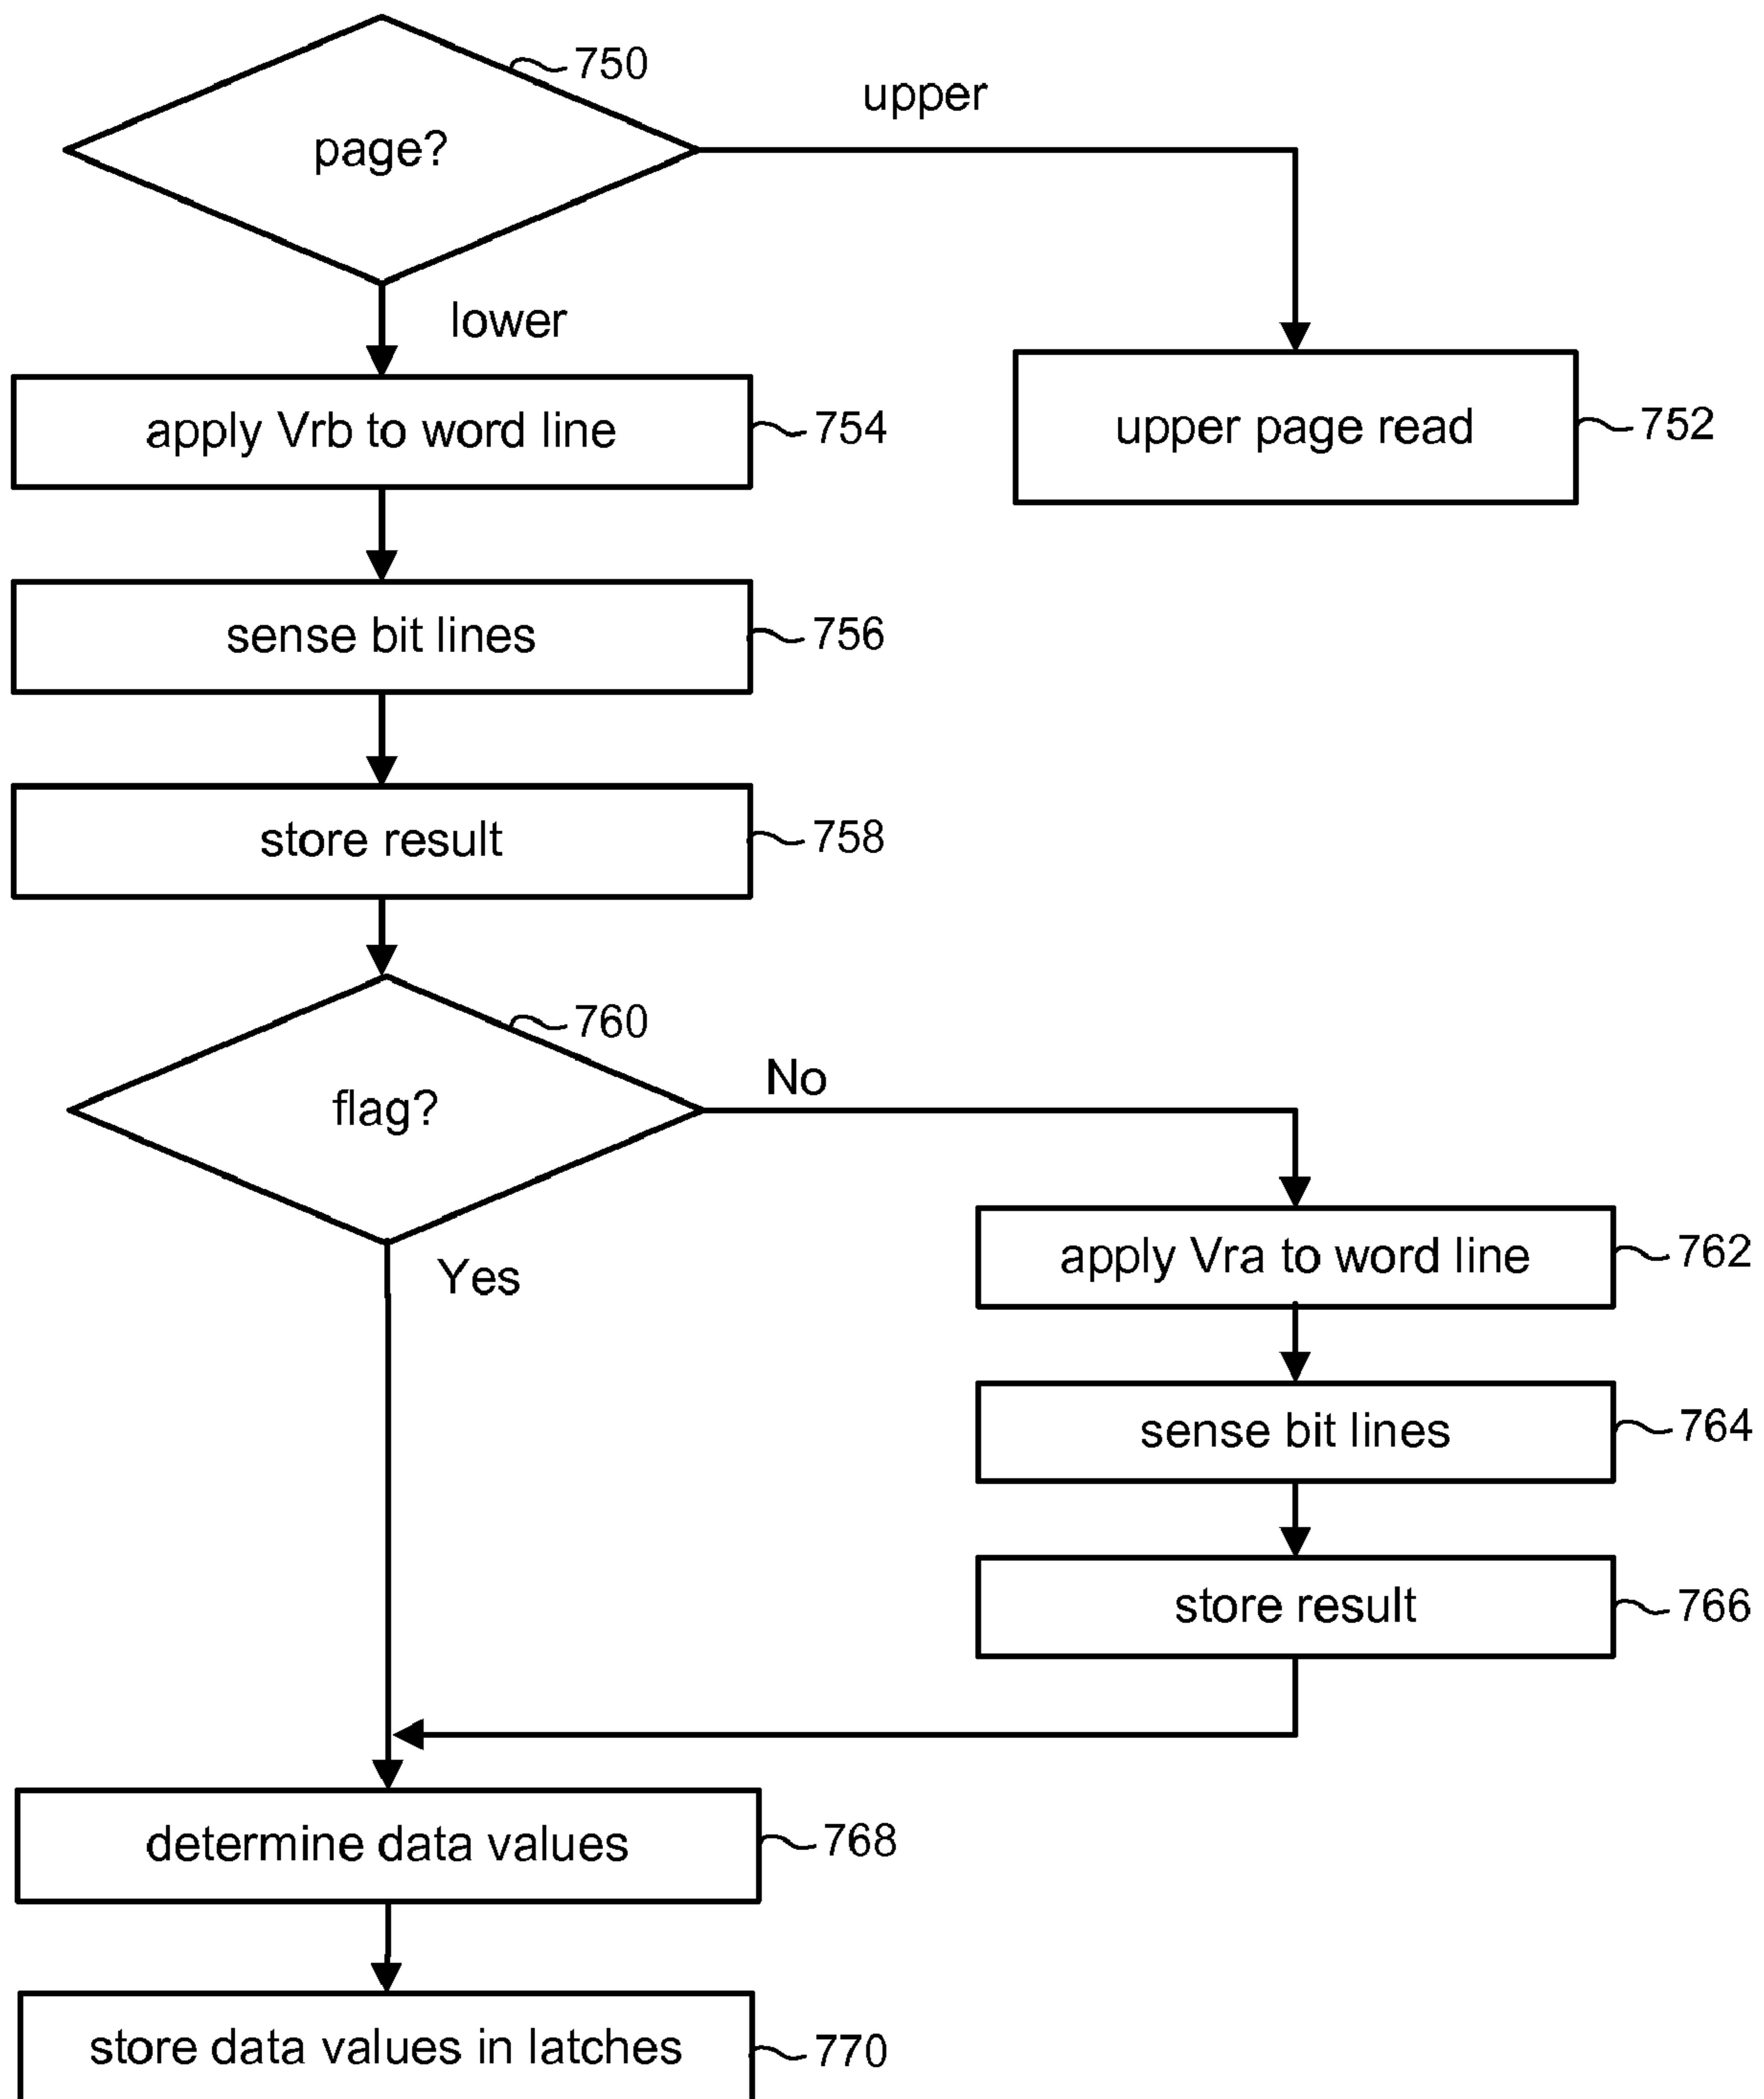 750
page?
upper
lower
apply Vrb to word line
754
upper page read
752
sense bit lines
756
store result
758
760
flag?
No
Yes
apply Vra to word line
762
sense bit lines
764
store result
766
determine data values
768
store data values in latches
770